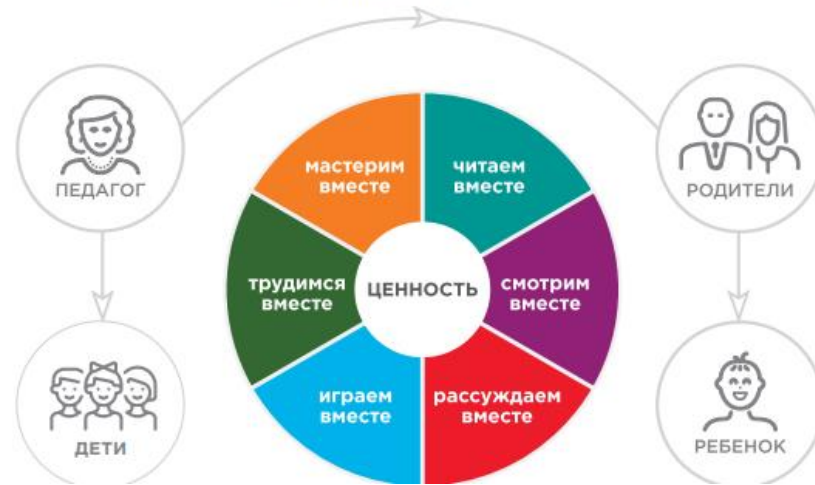 ПЕДАГОГ
РОДИТЕЛИ
мастерим
вместе
читаем
вместе
трудимся
вместе
ЦЕННОСТЬ
смотрим
вместе
играем
вместе
рассуждаем
вместе
ДЕТИ
РЕБЕНОК